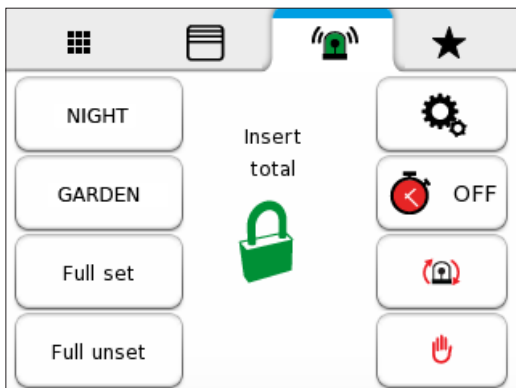 NIGHT
GARDEN
Full set
Full unset
Insert
total
OFF